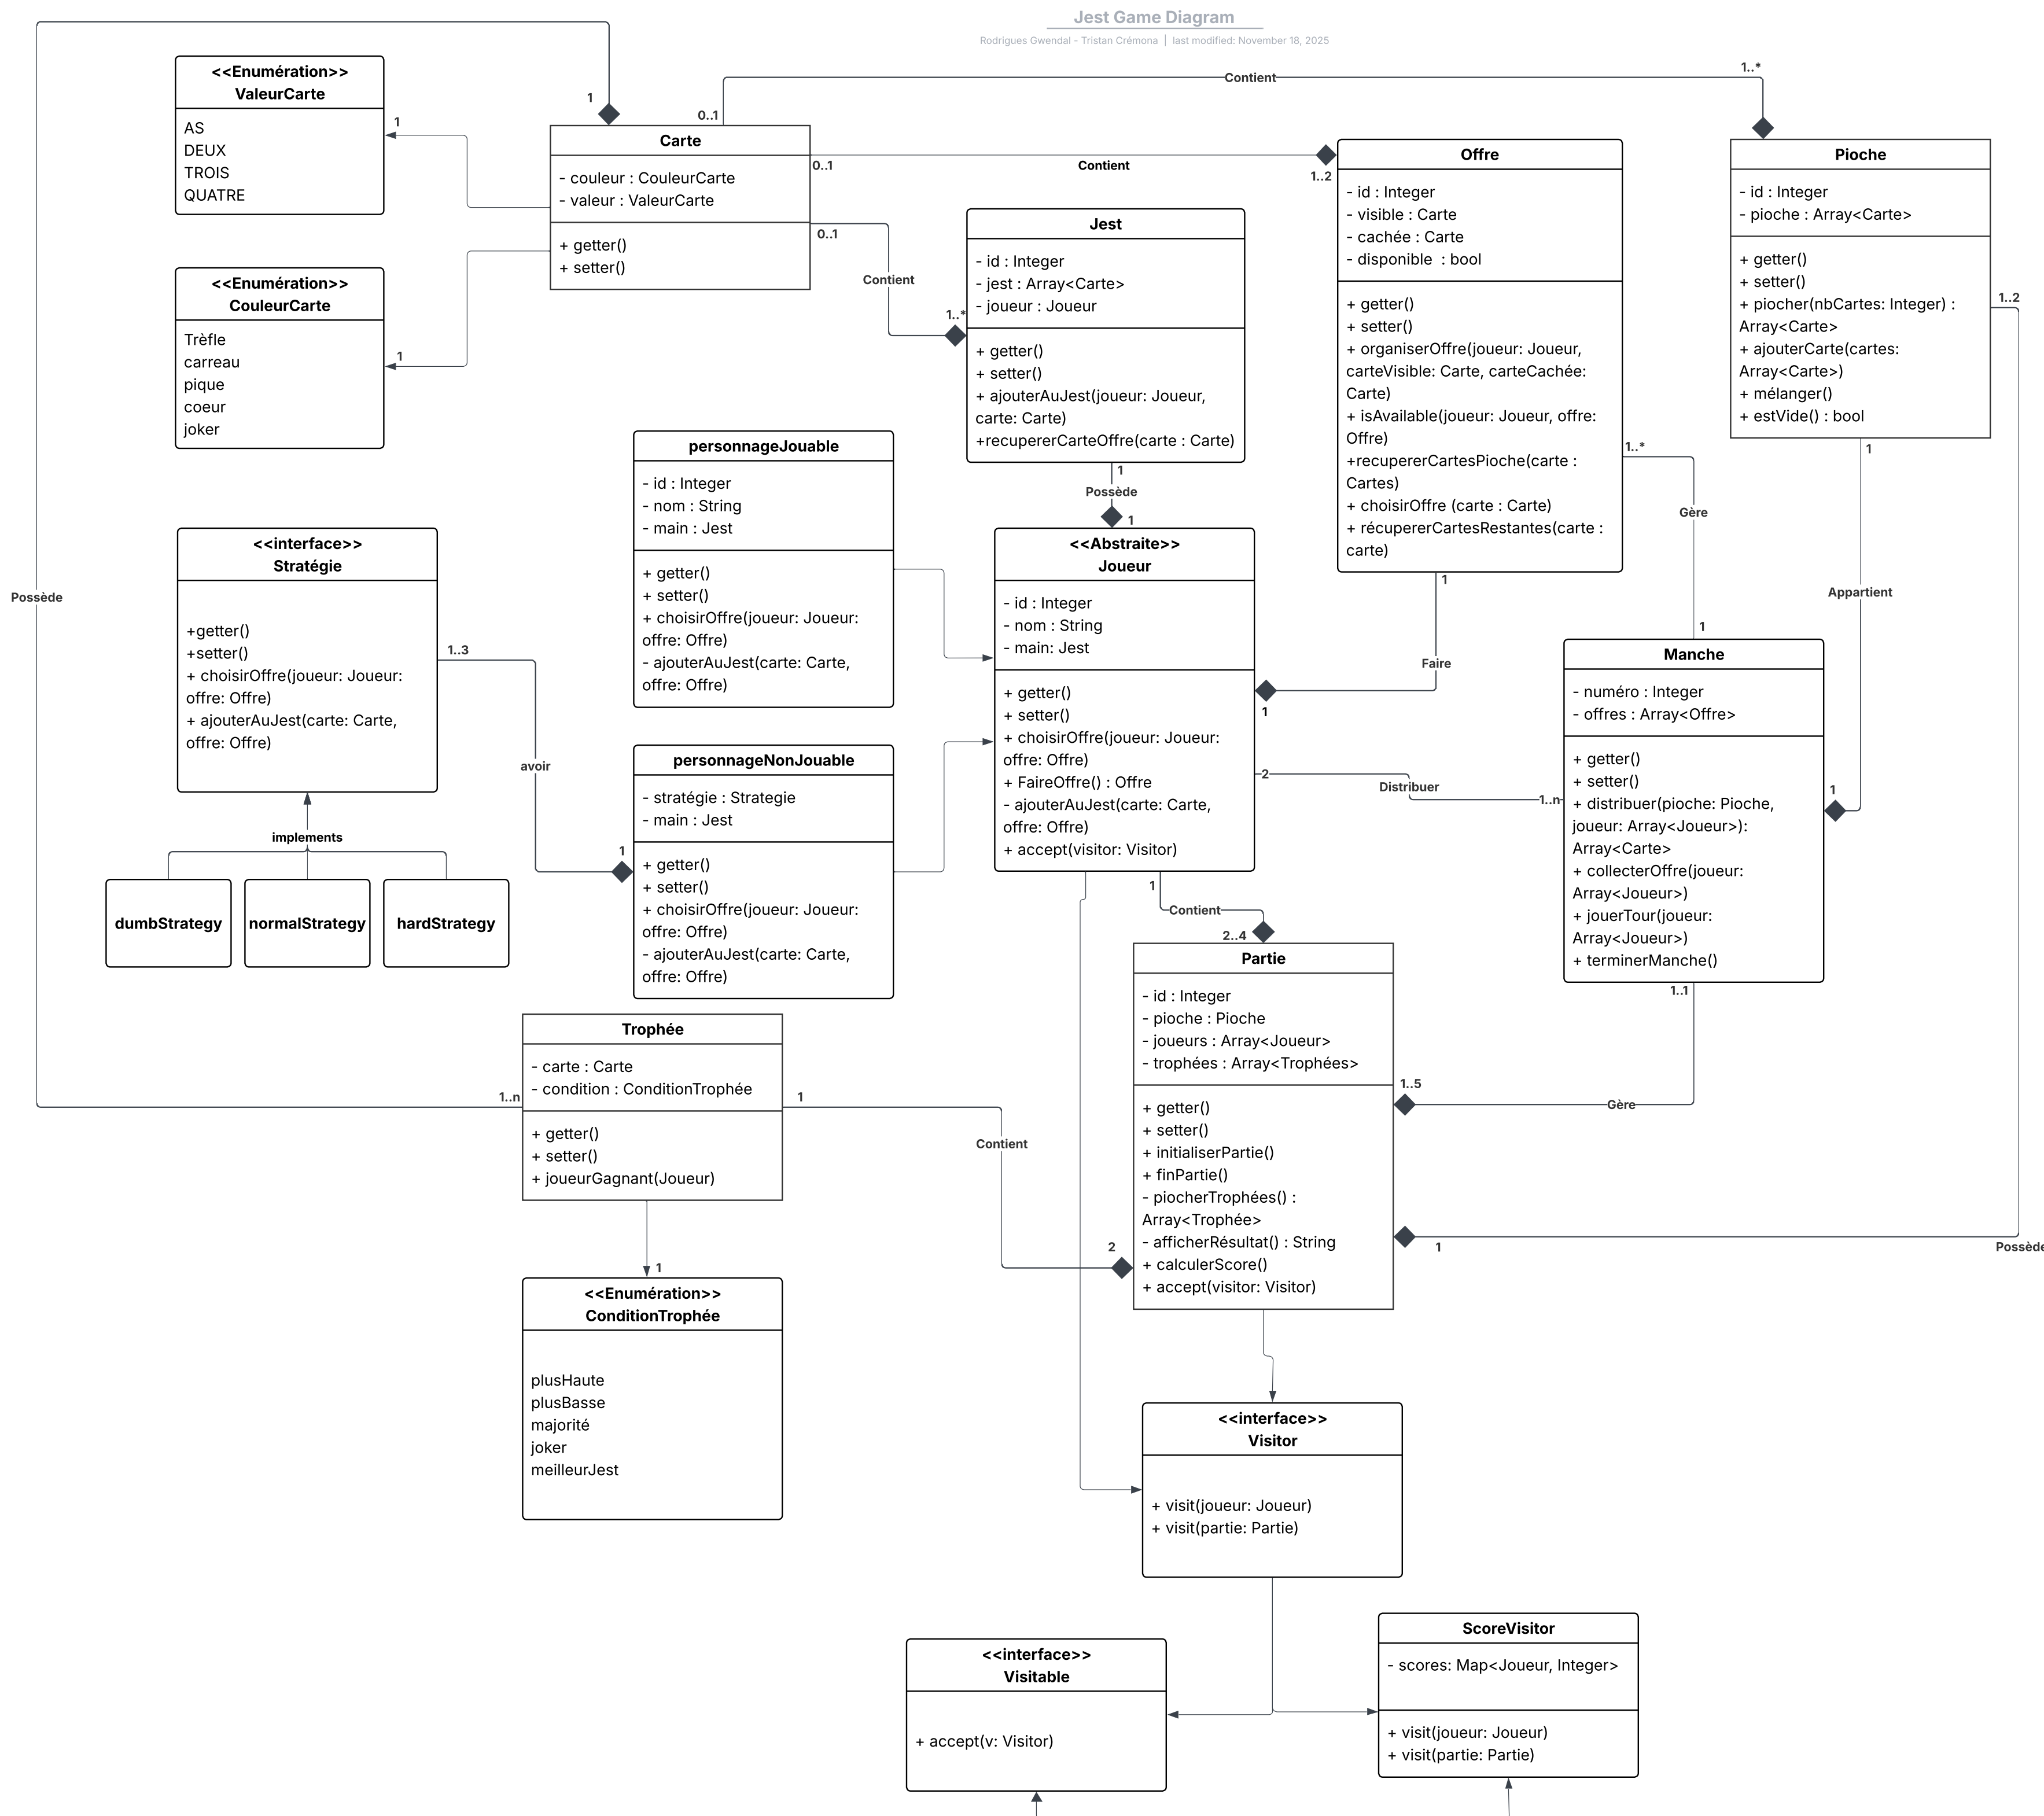 Jest Game Diagram
Rodrigues Gwendal - Tristan Crémona | last modified: November 18, 2025
<<Enumération>>
ValeurCarte
AS
DEUX
TROIS
QUATRE
1
<<Enumération>>
CouleurCarte
Trèfle
carreau
pique
coeur
joker
1
1
0..1
Contient
1..*
Carte
- couleur : CouleurCarte
- valeur : ValeurCarte
+ getter()
+ setter()
0..1
Contient
1..2
0..1
Contient
1..*
Jest
- id : Integer
- jest : Array<Carte>
- joueur : Joueur
+ getter()
+ setter()
+ ajouterAuJest(joueur: Joueur,
carte: Carte)
+recupererCarteOffre(carte : Carte)
1
Possède
1
Offre
- id : Integer
- visible : Carte
- cachée : Carte
- disponible  : bool
+ getter()
+ setter()
+ organiserOffre(joueur: Joueur,
carteVisible: Carte, carteCachée:
Carte)
+ isAvailable(joueur: Joueur, offre:
Offre)
+recupererCartesPioche(carte :
Cartes)
+ choisirOffre (carte : Carte)
+ récupererCartesRestantes(carte :
carte)
1..*
Gère
1
1
Faire
1
Pioche
- id : Integer
- pioche : Array<Carte>
+ getter()
+ setter()
+ piocher(nbCartes: Integer) :
Array<Carte>
+ ajouterCarte(cartes:
Array<Carte>)
+ mélanger()
+ estVide() : bool
1..2
1
Appartient
1
personnageJouable
- id : Integer
- nom : String
- main : Jest
+ getter()
+ setter()
+ choisirOffre(joueur: Joueur:
offre: Offre)
- ajouterAuJest(carte: Carte,
offre: Offre)
<<interface>>
Stratégie
+getter()
+setter()
+ choisirOffre(joueur: Joueur:
offre: Offre)
+ ajouterAuJest(carte: Carte,
offre: Offre)
Possède
1..3
avoir
1
implements
dumbStrategy
normalStrategy
hardStrategy
personnageNonJouable
- stratégie : Strategie
- main : Jest
+ getter()
+ setter()
+ choisirOffre(joueur: Joueur:
offre: Offre)
- ajouterAuJest(carte: Carte,
offre: Offre)
<<Abstraite>>
Joueur
- id : Integer
- nom : String
- main: Jest
+ getter()
+ setter()
+ choisirOffre(joueur: Joueur:
offre: Offre)
+ FaireOffre() : Offre
- ajouterAuJest(carte: Carte,
offre: Offre)
+ accept(visitor: Visitor)
2
Distribuer
1..n
1
Contient
2..4
Manche
- numéro : Integer
- offres : Array<Offre>
+ getter()
+ setter()
+ distribuer(pioche: Pioche,
joueur: Array<Joueur>):
Array<Carte>
+ collecterOffre(joueur:
Array<Joueur>)
+ jouerTour(joueur:
Array<Joueur>)
+ terminerManche()
1..1
Gère
1..5
Partie
- id : Integer
- pioche : Pioche
- joueurs : Array<Joueur>
- trophées : Array<Trophées>
+ getter()
+ setter()
+ initialiserPartie()
+ finPartie()
- piocherTrophées() :
Array<Trophée>
- afficherRésultat() : String
+ calculerScore()
+ accept(visitor: Visitor)
1
Possède
Trophée
- carte : Carte
- condition : ConditionTrophée
+ getter()
+ setter()
+ joueurGagnant(Joueur)
1..n
1
Contient
2
1
<<Enumération>>
ConditionTrophée
plusHaute
plusBasse
majorité
joker
meilleurJest
<<interface>>
Visitor
+ visit(joueur: Joueur)
+ visit(partie: Partie)
<<interface>>
Visitable
+ accept(v: Visitor)
ScoreVisitor
- scores: Map<Joueur, Integer>
+ visit(joueur: Joueur)
+ visit(partie: Partie)